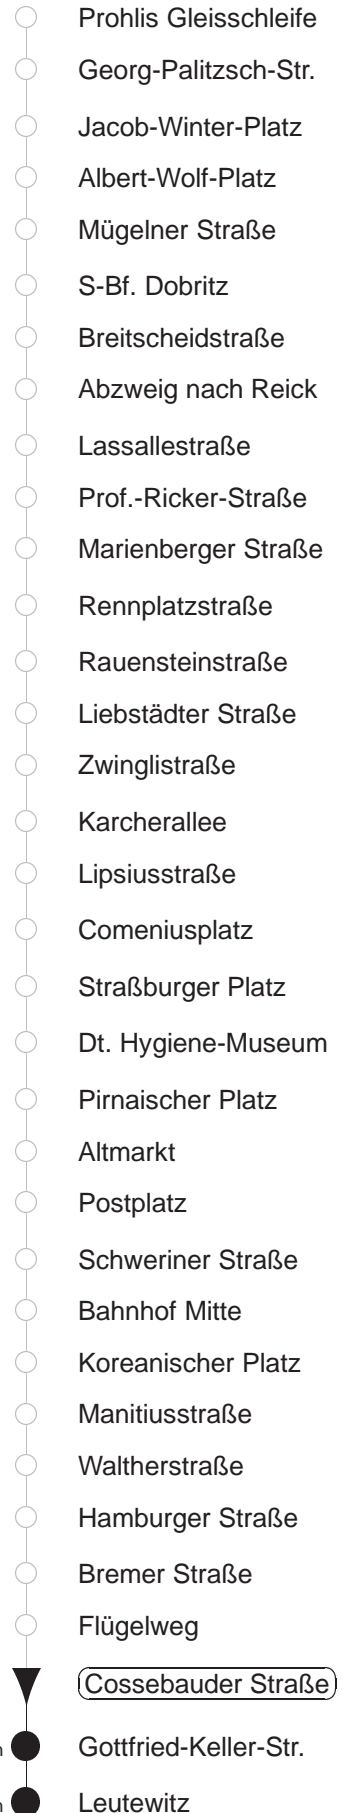 Prohlis Gleisschleife
Georg-Palitzsch-Str.
Jacob-Winter-Platz
Albert-Wolf-Platz
Mügelner Straße
S-Bf. Dobritz
Breitscheidstraße
Abzweig nach Reick
Lassallestraße
Prof.-Ricker-Straße
Marienberger Straße
Rennplatzstraße
Rauensteinstraße
Liebstädter Straße
Zwinglistraße
Karcherallee
Lipsiusstraße
Comeniusplatz
Straßburger Platz
Dt. Hygiene-Museum
Pirnaischer Platz
Altmarkt
Postplatz
Schweriner Straße
Bahnhof Mitte
Koreanischer Platz
Manitiusstraße
Waltherstraße
Hamburger Straße
Bremer Straße
Flügelweg
Cossebauder Straße
Gottfried-Keller-Str.
Leutewitz